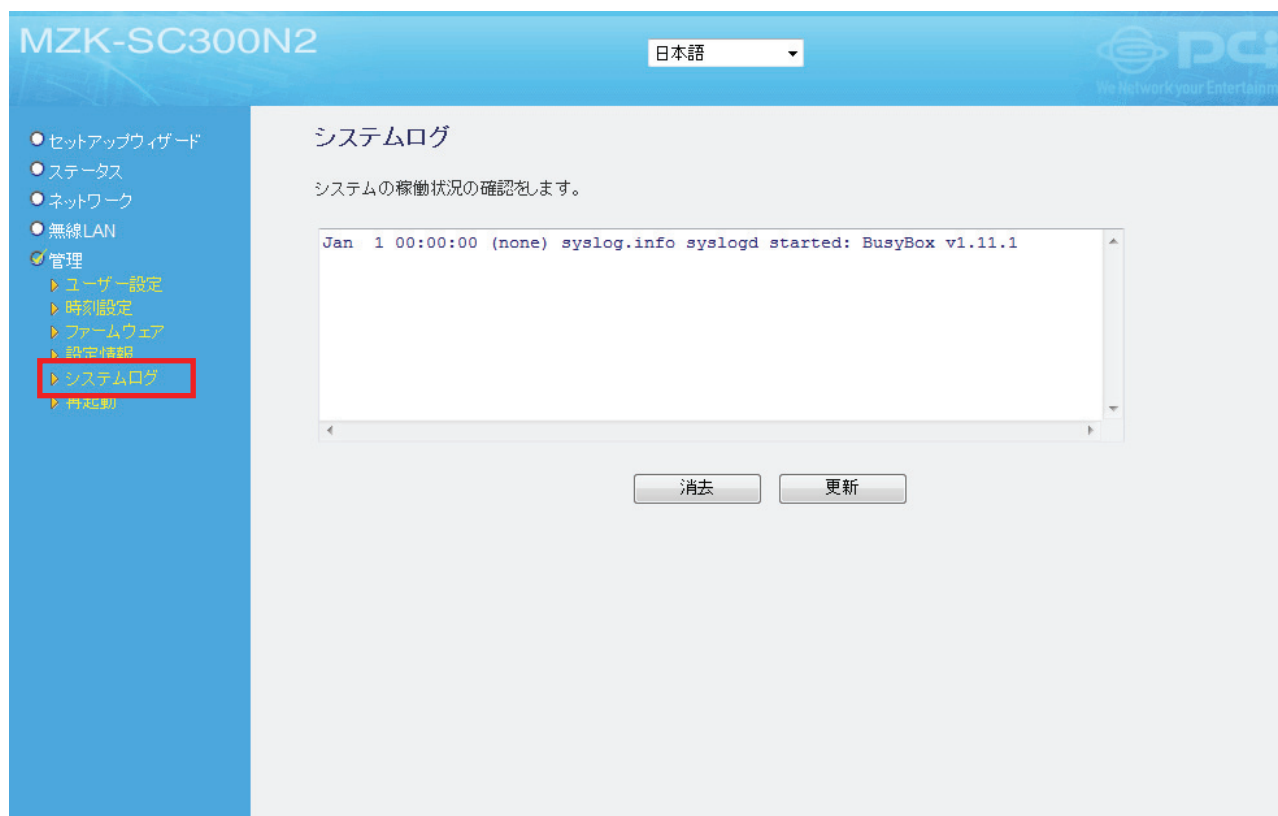 MZK-SC300N2
日本語
PCi
We Network your Entertainm
セットアップウィザード
ステータス
ネットワーク
無線LAN
管理
ユーザー設定
時刻設定
ファームウェア
設定情報
システムログ
再起動
システムログ
システムの稼働状況の確認をします。
Jan  1 00:00:00 (none) syslog.info syslogd started: BusyBox v1.11.1
消去
更新